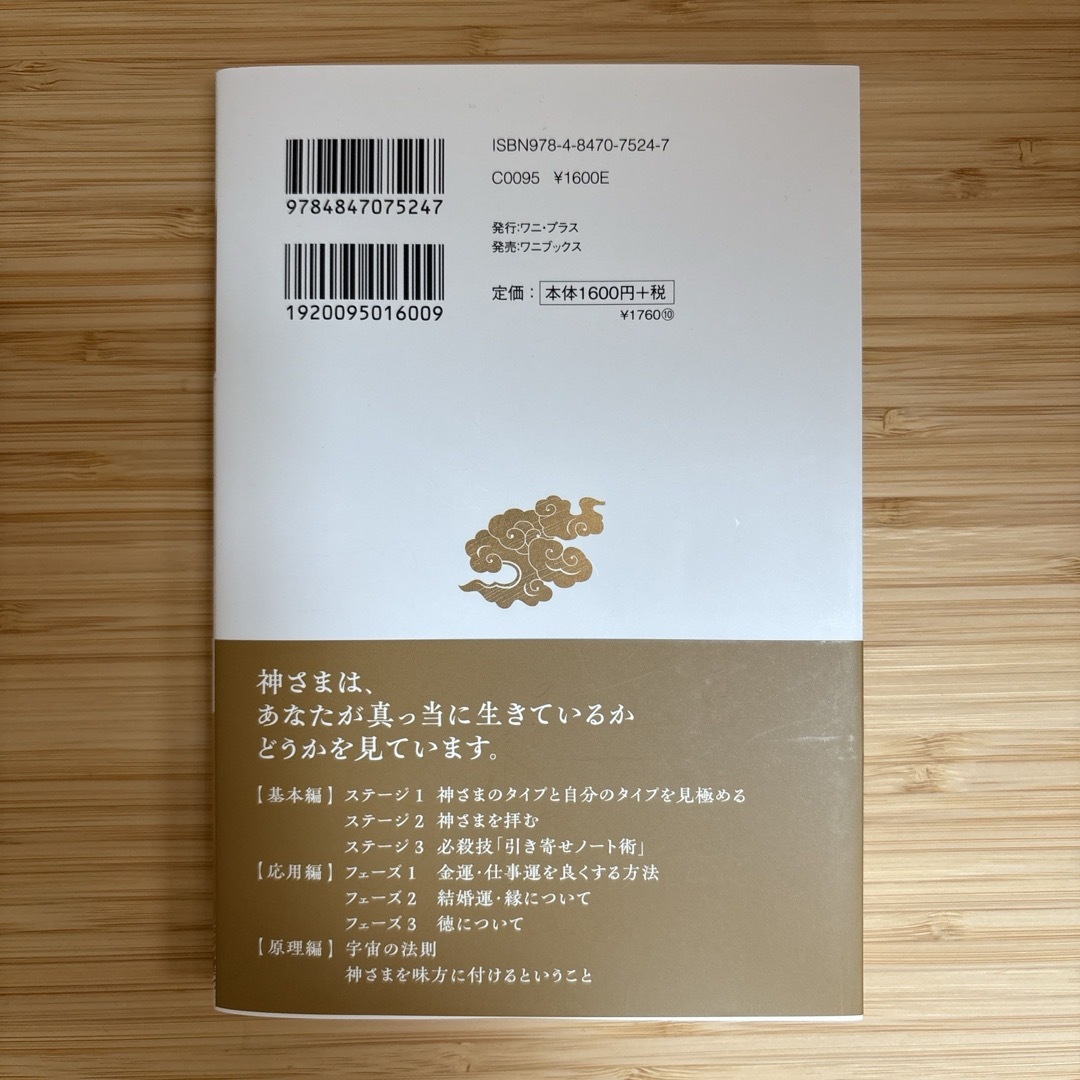 ISBN978-4-8470-7524-7
C0095 ¥1600E
9784847075247
発行:ワニ・プラス
発売:ワニブックス
1920095016009
定価：本体1600円+税
¥1760⑩
神さまは、
あなたが真っ当に生きているか
どうかを見ています。
【基本編】ステージ1 神さまのタイプと自分のタイプを見極める
ステージ2 神さまを拝む
ステージ3 必殺技「引き寄せノート術」
【応用編】フェーズ1 金運・仕事運を良くする方法
フェーズ2 結婚運・縁について
フェーズ3 徳について
【原理編】宇宙の法則
神さまを味方に付けるということ